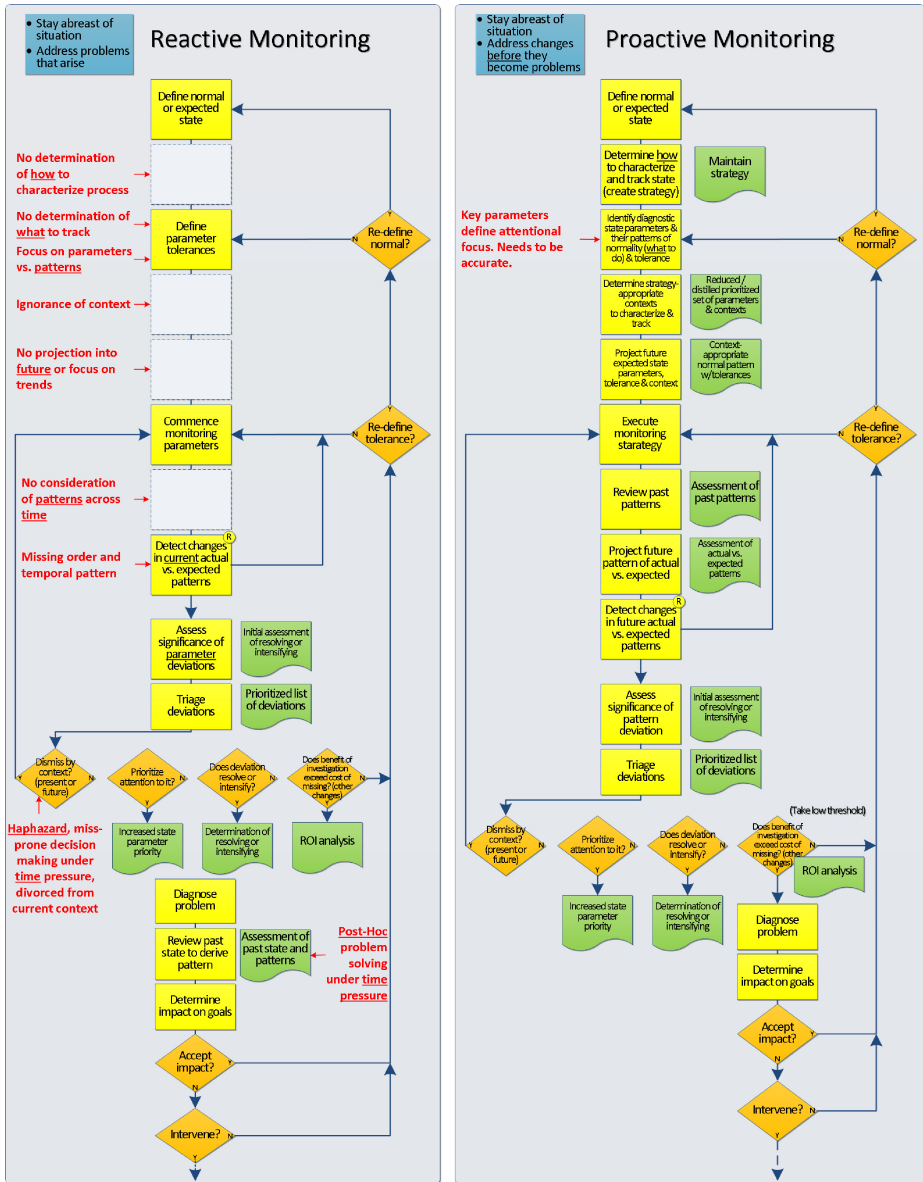 • Stay abreast of
situation
• Address problems
that arise
Reactive Monitoring
Define normal
or expected
state
No determination
of how to
characterize process
No determination of
what to track
Focus on parameters
vs. patterns
Define
parameter
tolerances
N
Re-define
normal?
Y
Ignorance of context
No projection into
future or focus on
trends
Commence
monitoring
parameters
N
Re-define
tolerance?
Y
No consideration
of patterns across
time
Missing order and
temporal pattern
R
Detect changes
in current actual
vs. expected
patterns
Assess
significance of
parameter
deviations
Initial assessment
of resolving or
intensifying
Triage
deviations
Prioritized list
of deviations
Y
Dismiss by
context?
(present or
future)
N
Prioritize
attention to it?
N
Y
Does deviation
resolve or
intensify?
N
Y
Does benefit of
investigation
exceed cost of
missing? (other
changes)
N
Y
Increased state
parameter
priority
Determination of
resolving or
intensifying
ROI analysis
Haphazard, miss-
prone decision
making under
time pressure,
divorced from
current context
Diagnose
problem
Review past
state to derive
pattern
Assessment of
past state and
patterns
Post-Hoc
problem
solving
under time
pressure
Determine
impact on goals
Accept
impact?
Y
N
Intervene?
N
Y
• Stay abreast of
situation
• Address changes
before they
become problems
Proactive Monitoring
Define normal
or expected
state
Determine how
to characterize
and track state
(create strategy)
Maintain
strategy
Key parameters
define attentional
focus. Needs to be
accurate.
Identify diagnostic
state parameters &
their patterns of
normality (what to
do) & tolerance
N
Re-define
normal?
Y
Determine strategy-
appropriate
contexts
to characterize &
track
Reduced /
distilled prioritized
set of parameters
& contexts
Project future
expected state
parameters,
tolerance & context
Context-
appropriate
normal pattern
w/tolerances
Execute
monitoring
starategy
N
Re-define
tolerance?
Y
Review past
patterns
Assessment of
past patterns
Project future
pattern of actual
vs. expected
Assessment of
actual vs.
expected
patterns
R
Detect changes
in future actual
vs. expected
patterns
Assess
significance of
pattern
deviation
Initial assessment
of resolving or
intensifying
Triage
deviations
Prioritized list
of deviations
(Take low threshold)
Y
Dismiss by
context?
(present or
future)
N
Prioritize
attention to it?
N
Y
Does deviation
resolve or
intensify?
N
Y
Does benefit of
investigation
exceed cost of
missing? (other
changes)
N
Y
ROI analysis
Increased state
parameter
priority
Determination of
resolving or
intensifying
Diagnose
problem
Determine
impact on goals
Accept
impact?
Y
N
Intervene?
N
Y